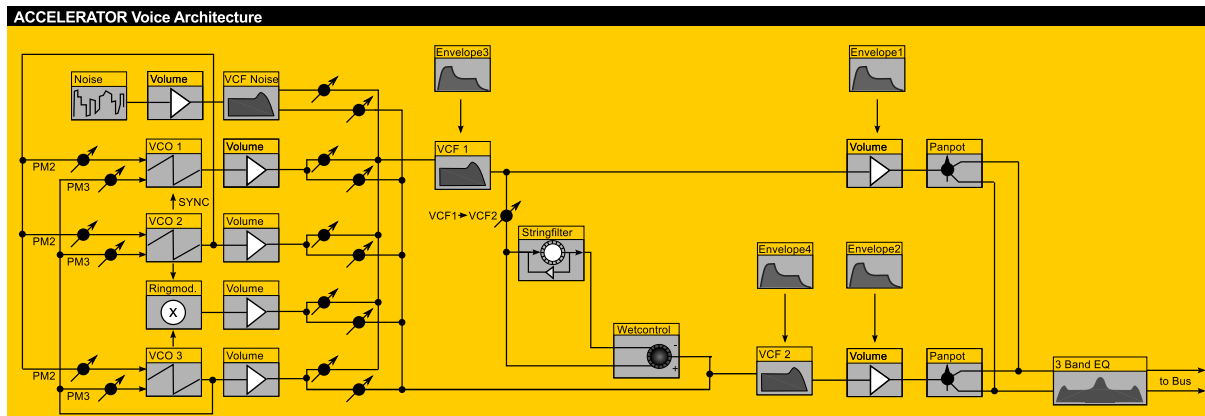 ACCELERATOR Voice Architecture
Envelope3
Envelope1
Noise
Volume
VCF Noise
VCO 1
Volume
VCF 1
Volume
Panpot
PM2
PM3
SYNC
VCO 2
Volume
VCF1 VCF2
Stringfilter
PM2
PM3
Envelope4
Envelope2
Ringmod.
Volume
X
Wetcontrol
-
+
VCO 3
Volume
VCF 2
Volume
Panpot
3 Band EQ
PM2
PM3
to Bus